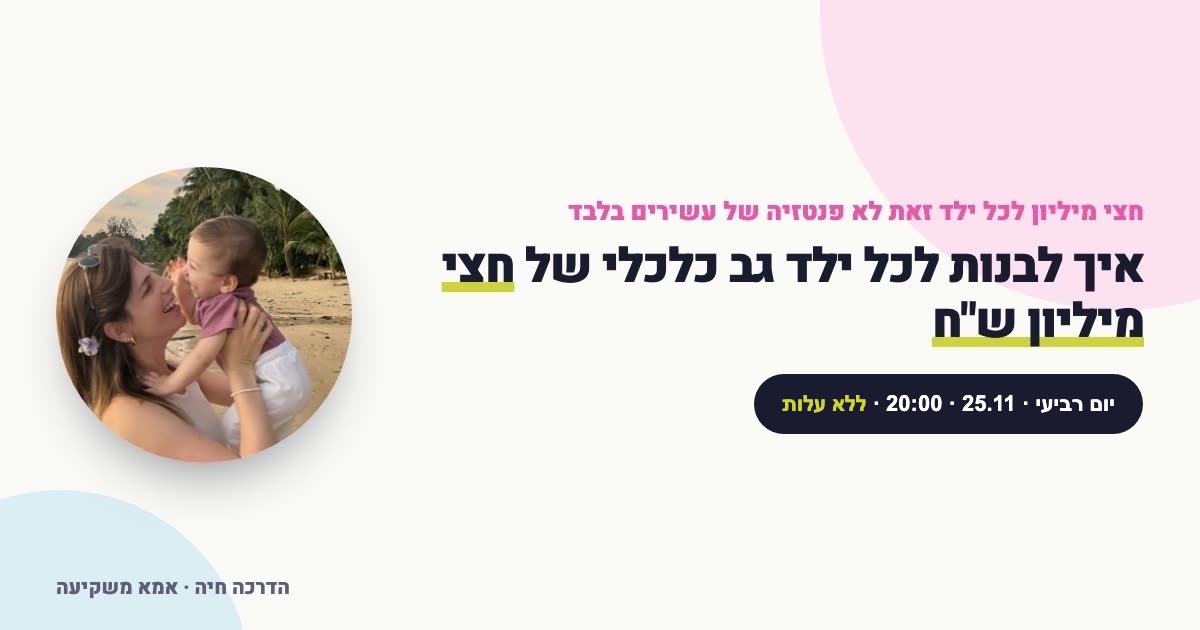 חצי מיליון לכל ילד זאת לא פנטזיה של עשירים בלבד
איך לבנות לכל ילד גב כלכלי של חצי
מיליון ש"ח
יום רביעי · 25.11 · 20:00 · ללא עלות
הדרכה חיה · אמא משקיעה